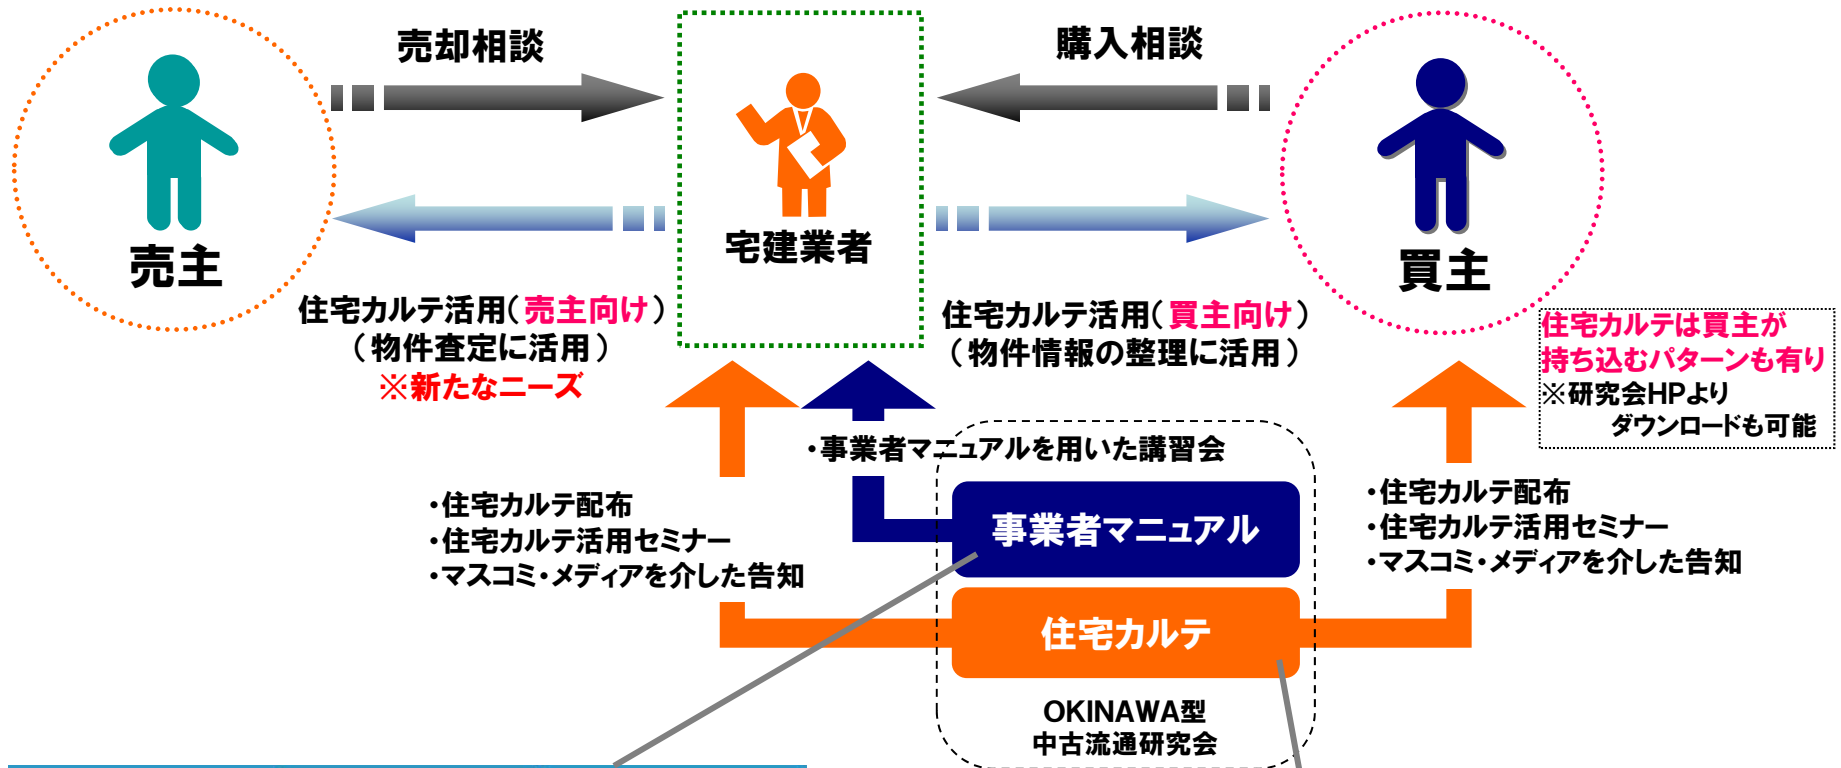 売却相談
購入相談
売主
宅建業者
買主
住宅カルテ活用(売主向け)
(物件査定に活用)
※新たなニーズ
住宅カルテ活用(買主向け)
(物件情報の整理に活用)
住宅カルテは買主が
持ち込むパターンも有り
※研究会HPより
ダウンロードも可能
・事業者マニュアルを用いた講習会
・住宅カルテ配布
・住宅カルテ活用セミナー
・マスコミ・メディアを介した告知
事業者マニュアル
住宅カルテ
・住宅カルテ配布
・住宅カルテ活用セミナー
・マスコミ・メディアを介した告知
OKINAWA型
中古流通研究会